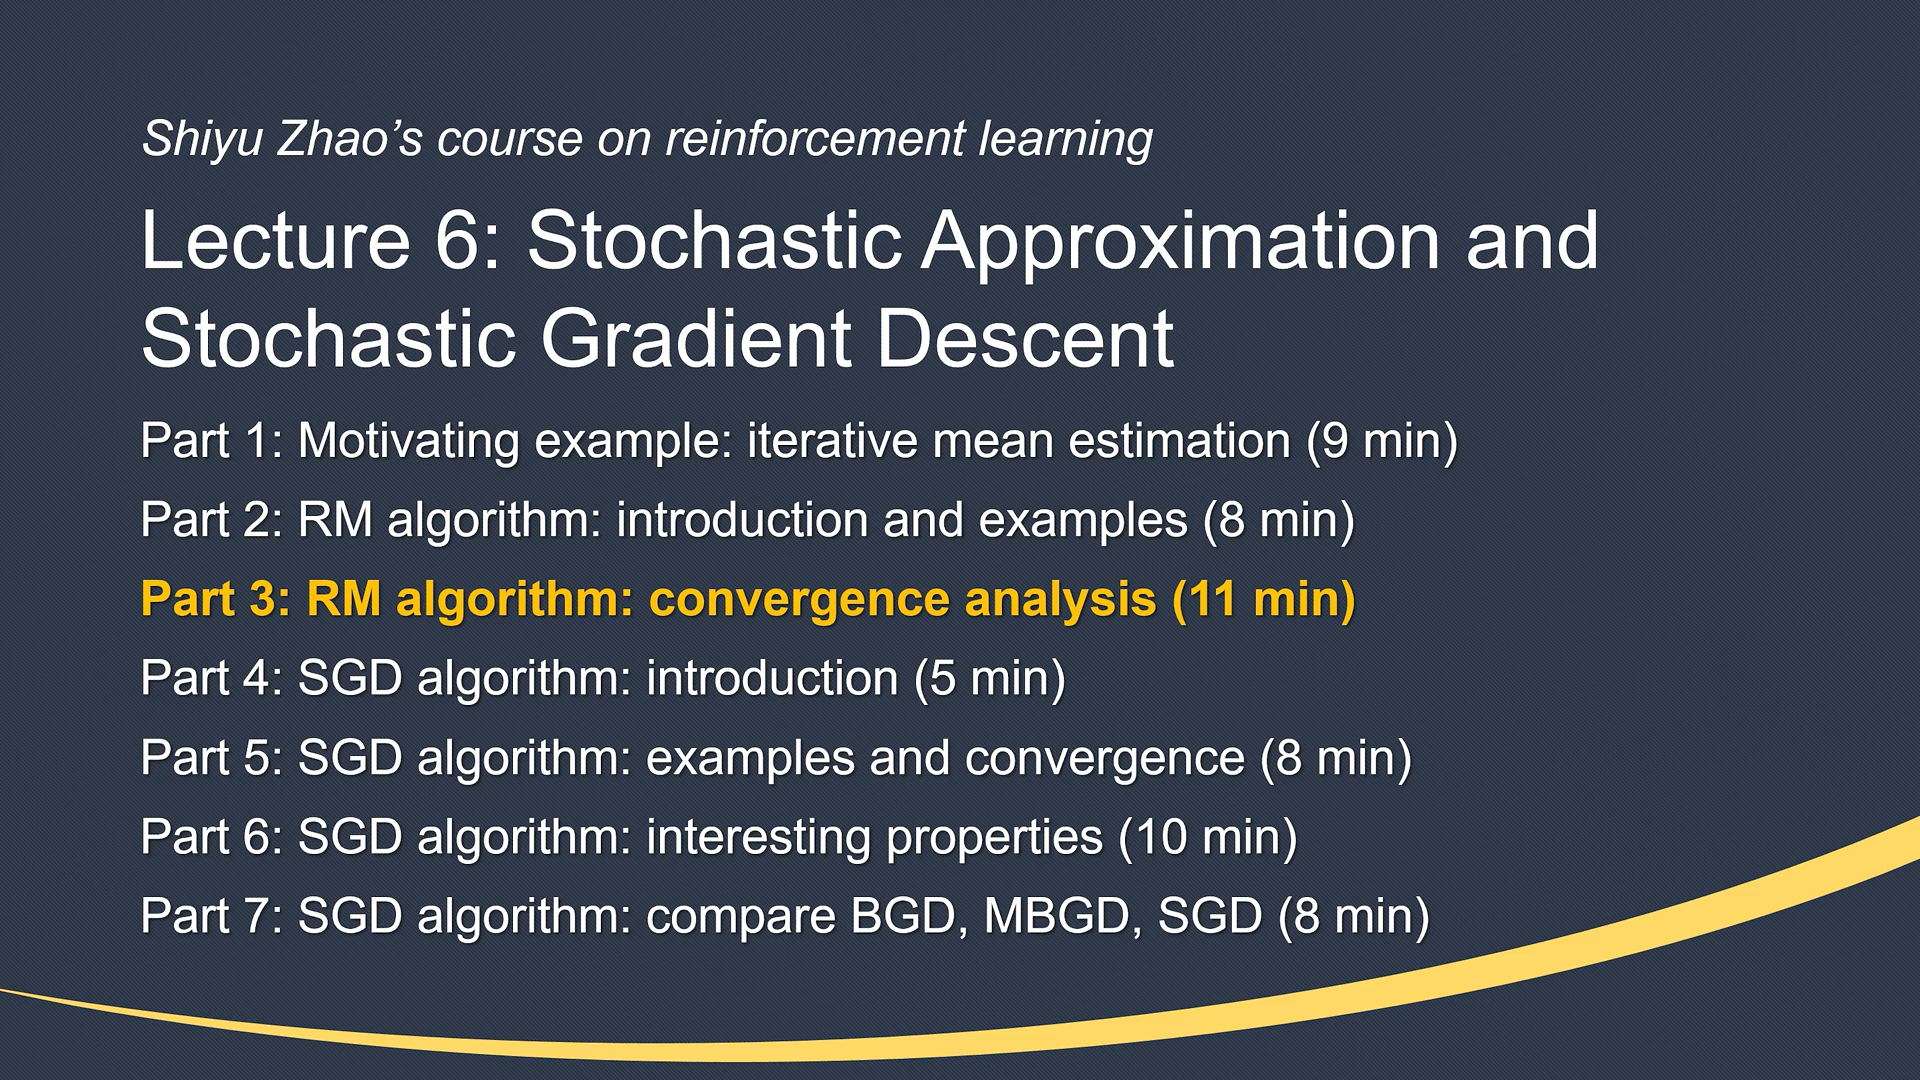 Shiyu Zhao’s course on reinforcement learning
Lecture 6: Stochastic Approximation and
Stochastic Gradient Descent
Part 1: Motivating example: iterative mean estimation (9 min)
Part 2: RM algorithm: introduction and examples (8 min)
Part 3: RM algorithm: convergence analysis (11 min)
Part 4: SGD algorithm: introduction (5 min)
Part 5: SGD algorithm: examples and convergence (8 min)
Part 6: SGD algorithm: interesting properties (10 min)
Part 7: SGD algorithm: compare BGD, MBGD, SGD (8 min)